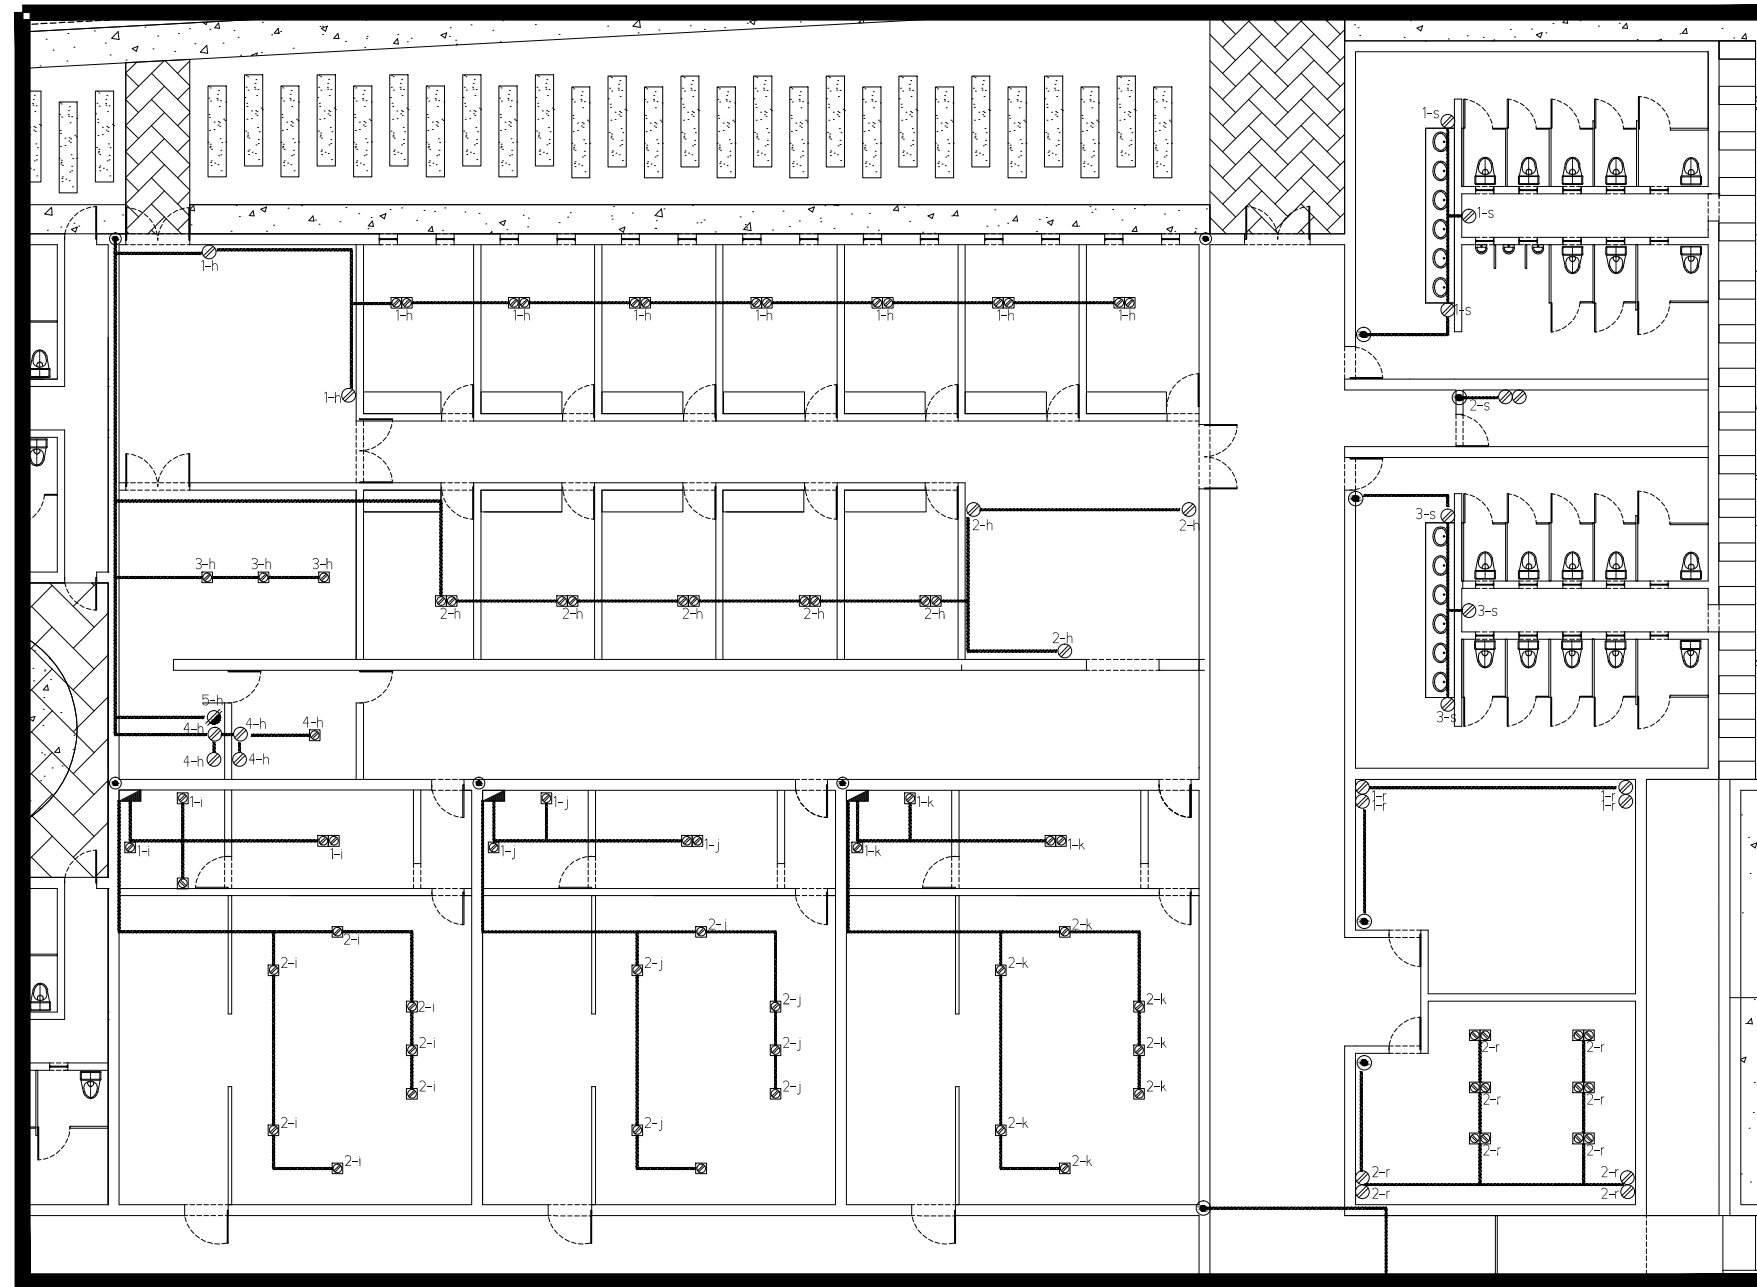 1-s
1-s
1-h
1-h 1-h 1-h 1-h 1-h 1-h 1-h
1-s
1-h
2-s
2-h 2-h
3-s
3-h 3-h 3-h
2-h 2-h 2-h 2-h 2-h
3-s
2-h
5-h
3-s
4-h 4-h 4-h
4-h 4-h
1-i 1-j 1-k
1-r 1-r
1-r 1-r
1-i 1-i 1-j 1-j 1-k 1-k
2-i 2-j 2-k
2-i 2-j 2-k
2-i 2-j 2-k
2-i 2-j 2-k
2-r 2-r
2-i 2-j 2-k
2-r 2-r
2-i 2-j 2-k
2-r 2-r
2-i 2-k
2-r 2-r
2-r 2-r